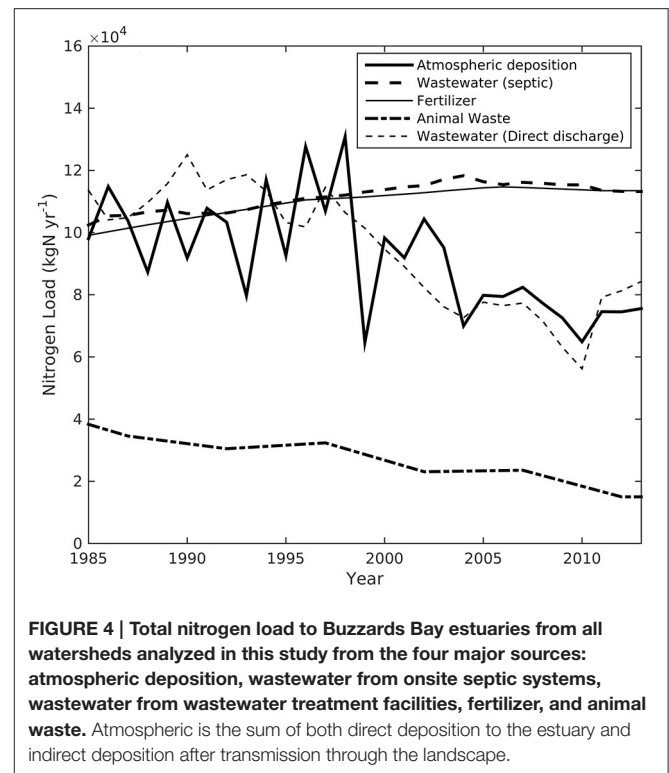 ×10⁴
16
14
12
10
8
6
4
2
0
Nitrogen Load (kgN yr⁻¹)
Atmospheric deposition
Wastewater (septic)
Fertilizer
Animal Waste
Wastewater (Direct discharge)
1985 1990 1995 2000 2005 2010
Year
FIGURE 4 | Total nitrogen load to Buzzards Bay estuaries from all
watersheds analyzed in this study from the four major sources:
atmospheric deposition, wastewater from onsite septic systems,
wastewater from wastewater treatment facilities, fertilizer, and animal
waste. Atmospheric is the sum of both direct deposition to the estuary and
indirect deposition after transmission through the landscape.